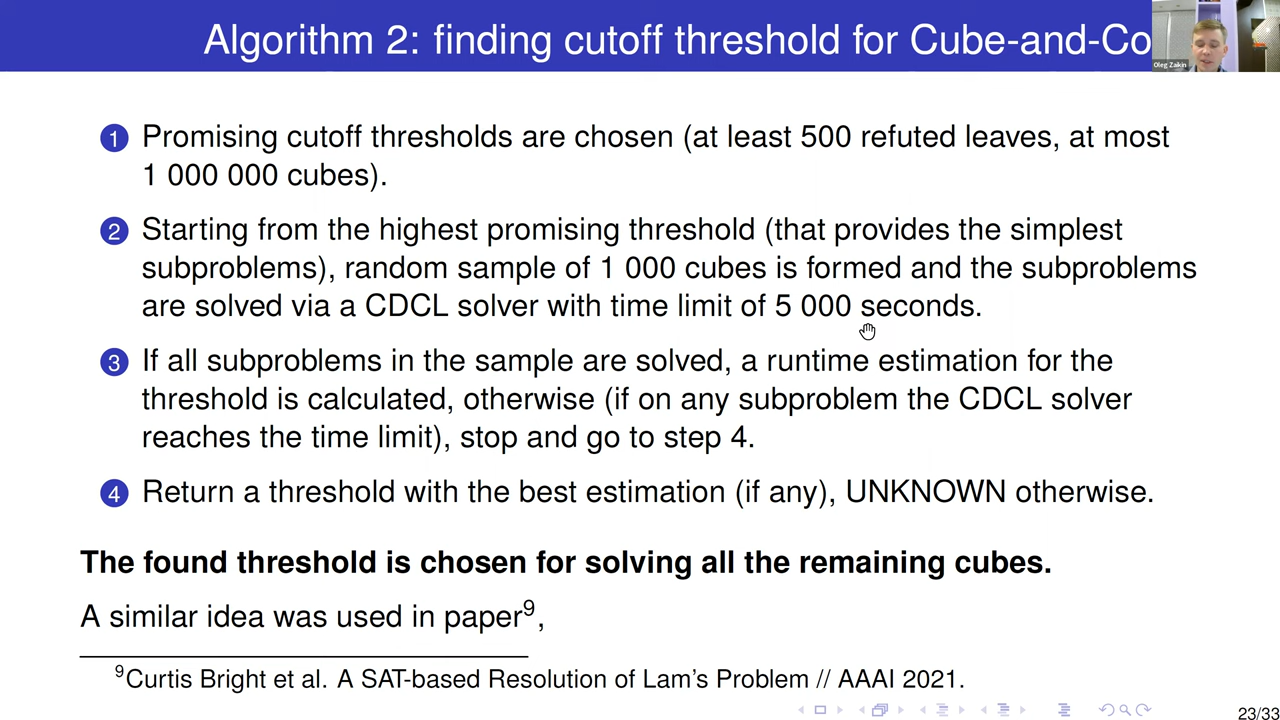 Algorithm 2: finding cutoff threshold for Cube-and-Co
Oleg Zaikin
1 Promising cutoff thresholds are chosen (at least 500 refuted leaves, at most
1 000 000 cubes).
2 Starting from the highest promising threshold (that provides the simplest
subproblems), random sample of 1 000 cubes is formed and the subproblems
are solved via a CDCL solver with time limit of 5 000 seconds.
3 If all subproblems in the sample are solved, a runtime estimation for the
threshold is calculated, otherwise (if on any subproblem the CDCL solver
reaches the time limit), stop and go to step 4.
4 Return a threshold with the best estimation (if any), UNKNOWN otherwise.
The found threshold is chosen for solving all the remaining cubes.
A similar idea was used in paper⁹,
⁹Curtis Bright et al. A SAT-based Resolution of Lam's Problem // AAAI 2021.
23/33